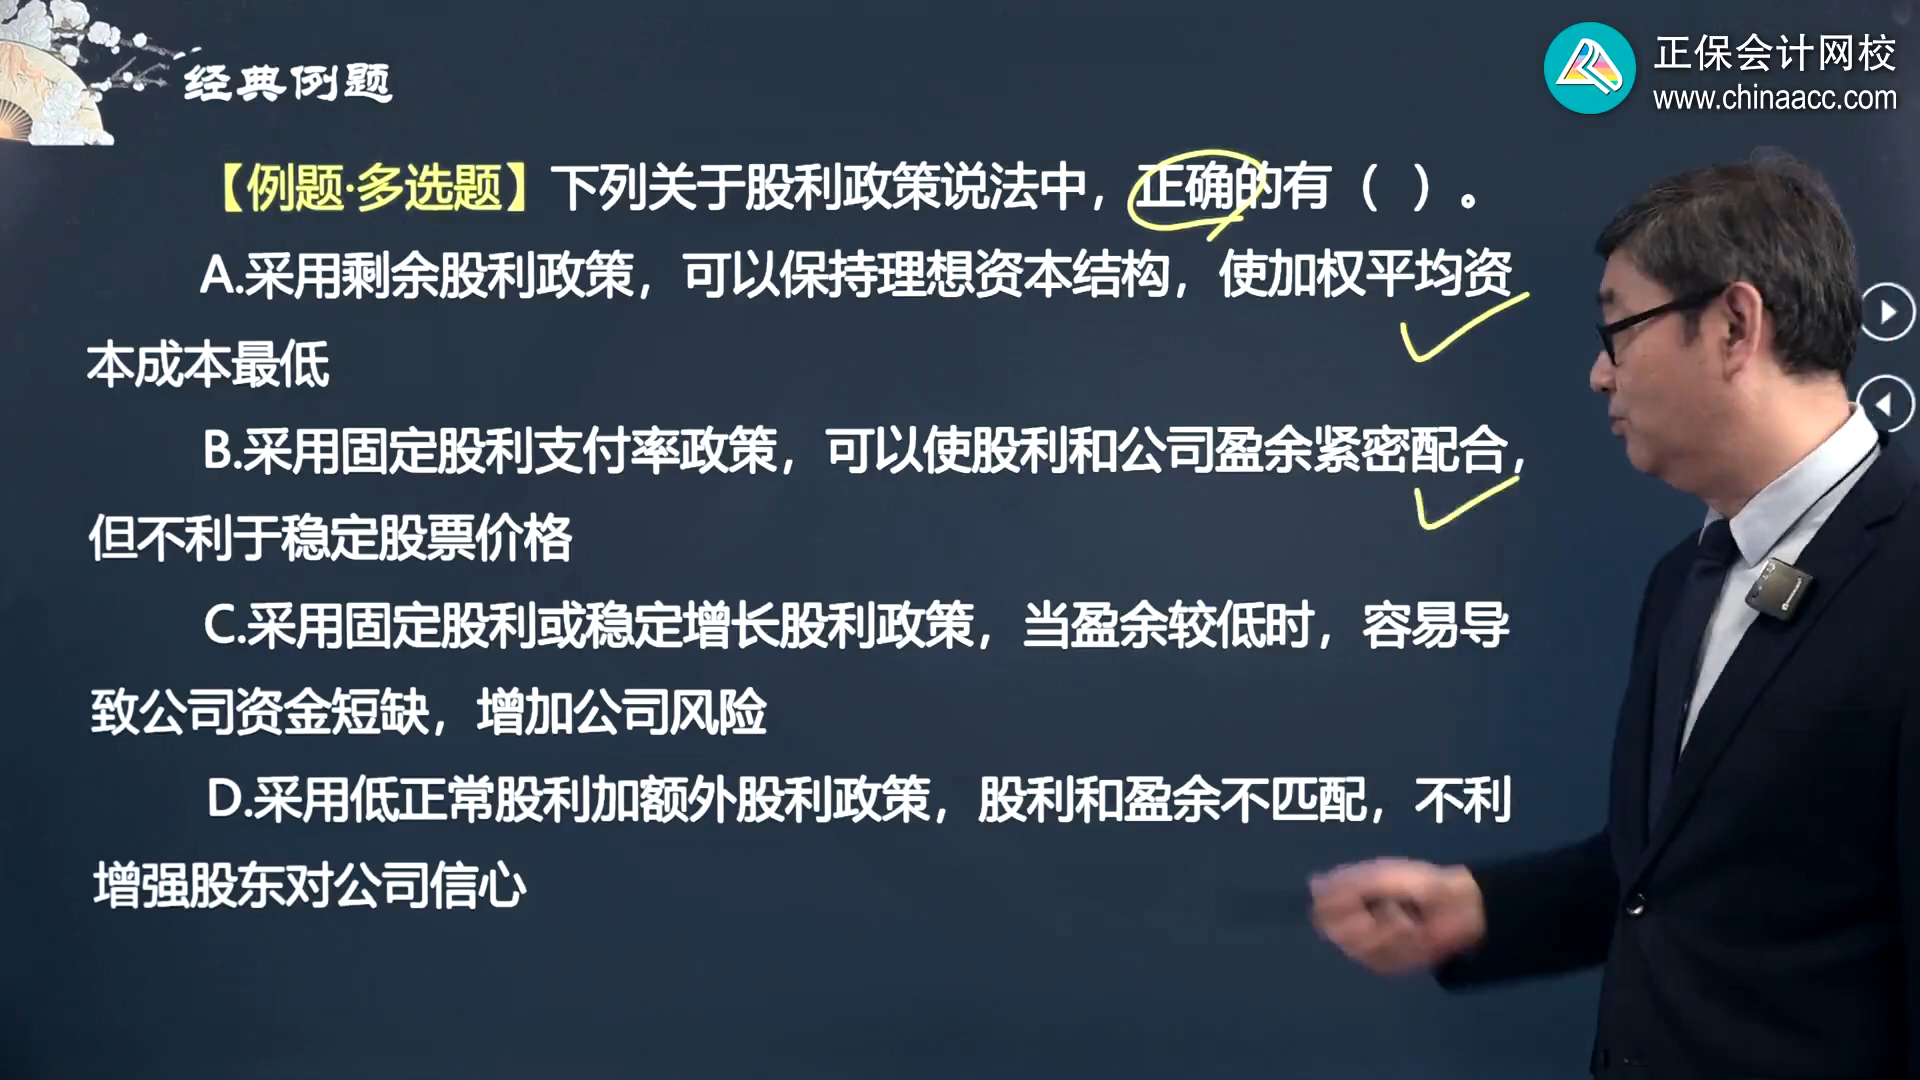 经典例题
正保会计网校
www.chinaacc.com
【例题·多选题】下列关于股利政策说法中，正确的有（ ）。
A.采用剩余股利政策，可以保持理想资本结构，使加权平均资
本成本最低
B.采用固定股利支付率政策，可以使股利和公司盈余紧密配合，
但不利于稳定股票价格
C.采用固定股利或稳定增长股利政策，当盈余较低时，容易导
致公司资金短缺，增加公司风险
D.采用低正常股利加额外股利政策，股利和盈余不匹配，不利
增强股东对公司信心